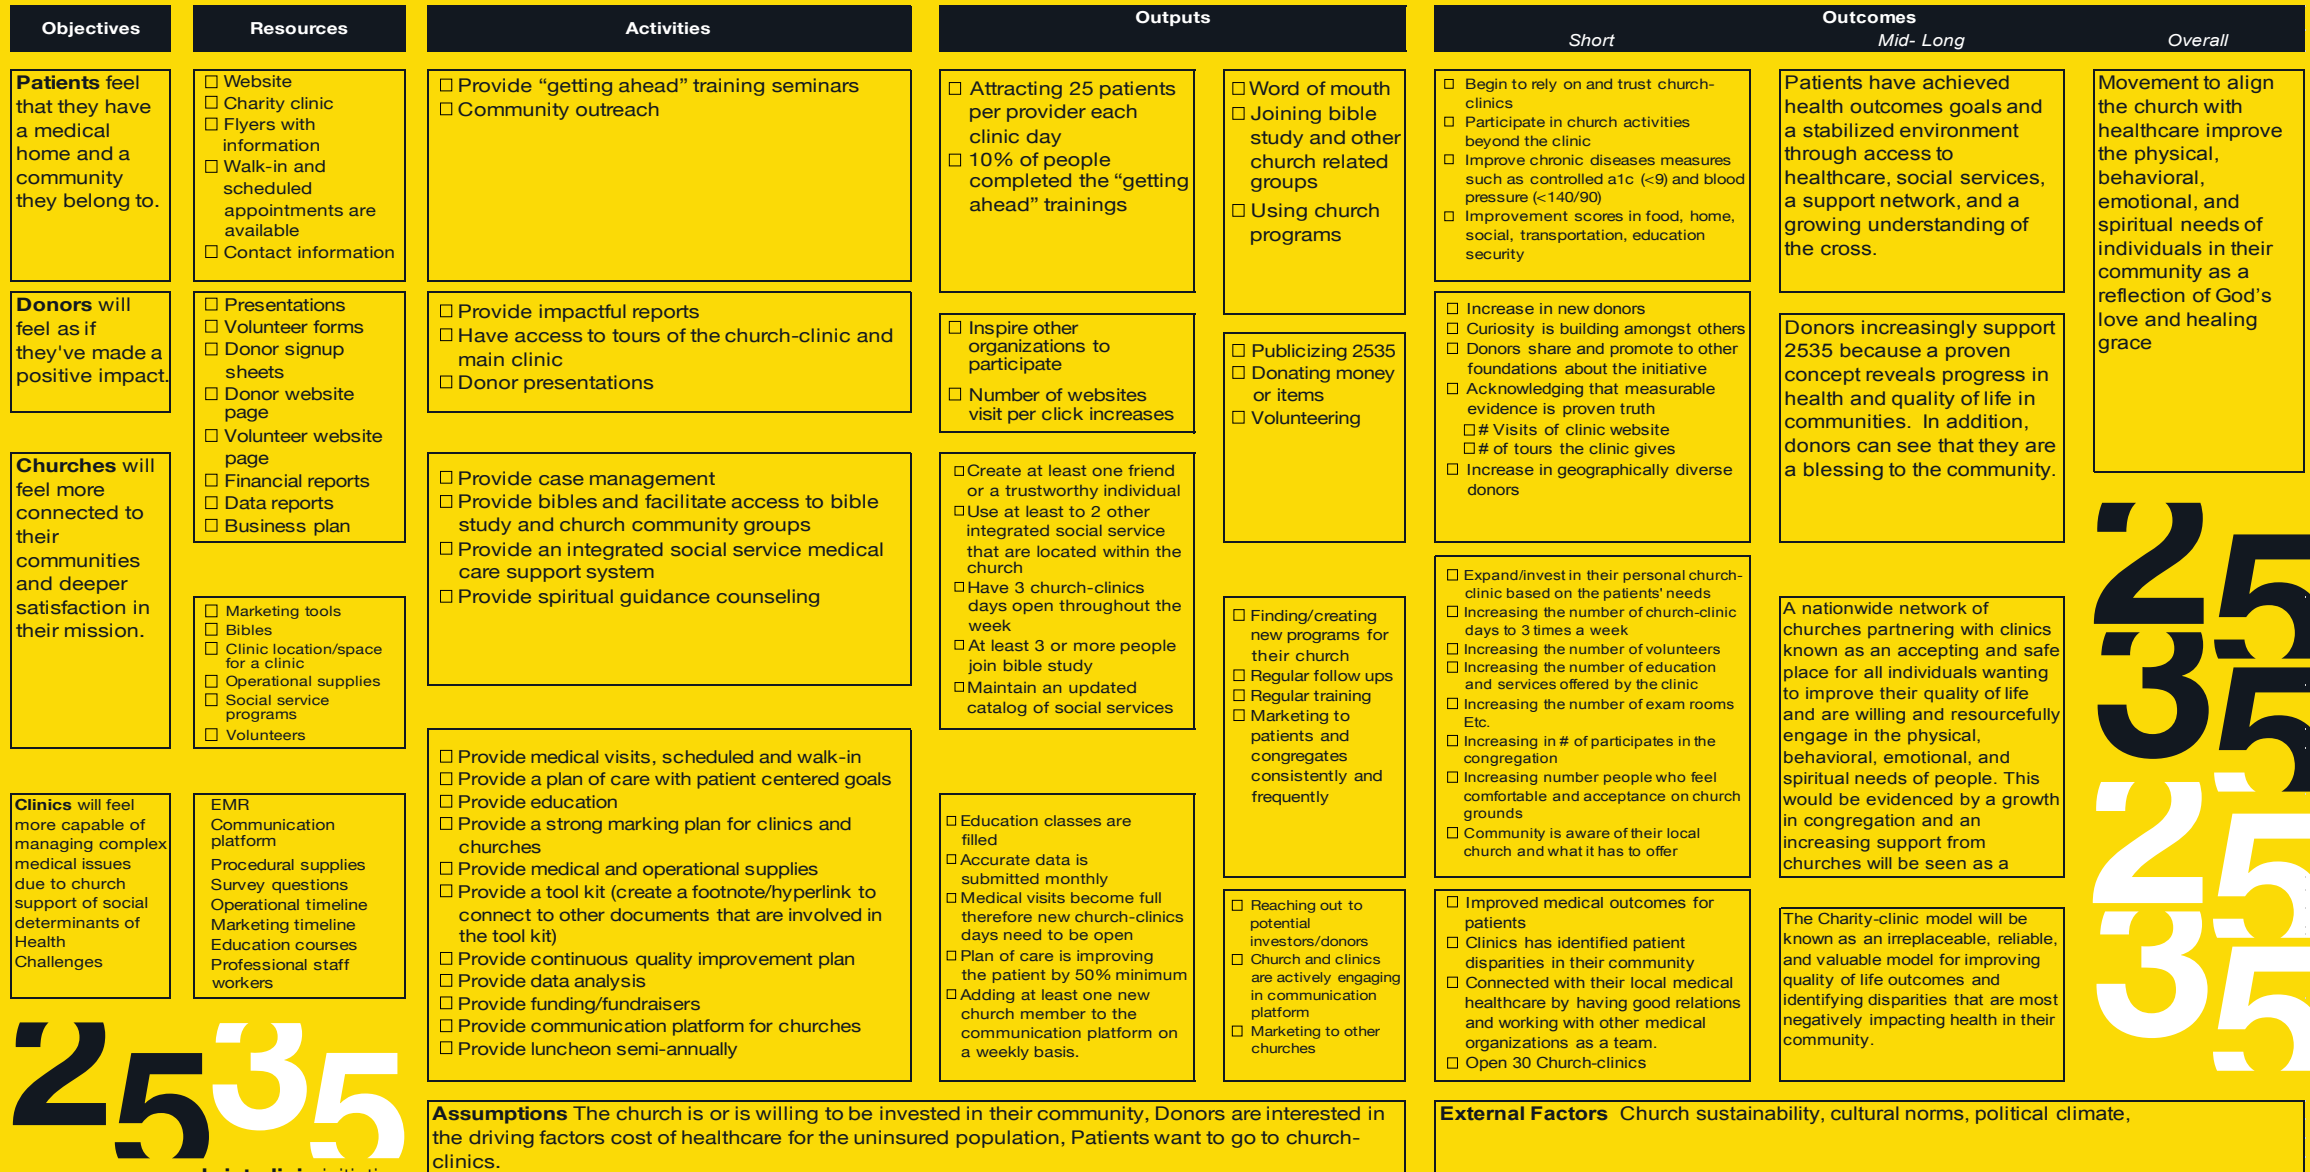 Objectives
Resources
Activities
Outputs
Outcomes
Short
Mid- Long
Overall
Patients feel
that they have
a medical
home and a
community
they belong to.
☐ Website
☐ Charity clinic
☐ Flyers with
information
☐ Walk-in and
scheduled
appointments are
available
☐ Contact information
☐ Provide “getting ahead” training seminars
☐ Community outreach
☐ Attracting 25 patients
per provider each
clinic day
☐ 10% of people
completed the “getting
ahead” trainings
☐ Word of mouth
☐ Joining bible
study and other
church related
groups
☐ Using church
programs
☐ Begin to rely on and trust church-
clinics
☐ Participate in church activities
beyond the clinic
☐ Improve chronic diseases measures
such as controlled a1c (<9) and blood
pressure (<140/90)
☐ Improvement scores in food, home,
social, transportation, education
security
Patients have achieved
health outcomes goals and
a stabilized environment
through access to
healthcare, social services,
a support network, and a
growing understanding of
the cross.
Movement to align
the church with
healthcare improve
the physical,
behavioral,
emotional, and
spiritual needs of
individuals in their
community as a
reflection of God’s
love and healing
grace
Donors will
feel as if
they've made a
positive impact.
☐ Presentations
☐ Volunteer forms
☐ Donor signup
sheets
☐ Donor website
page
☐ Volunteer website
page
☐ Financial reports
☐ Data reports
☐ Business plan
☐ Provide impactful reports
☐ Have access to tours of the church-clinic and
main clinic
☐ Donor presentations
☐ Inspire other
organizations to
participate
☐ Number of websites
visit per click increases
☐ Publicizing 2535
☐ Donating money
or items
☐ Volunteering
☐ Increase in new donors
☐ Curiosity is building amongst others
☐ Donors share and promote to other
foundations about the initiative
☐ Acknowledging that measurable
evidence is proven truth
☐ # Visits of clinic website
☐ # of tours the clinic gives
☐ Increase in geographically diverse
donors
Donors increasingly support
2535 because a proven
concept reveals progress in
health and quality of life in
communities. In addition,
donors can see that they are
a blessing to the community.
Churches will
feel more
connected to
their
communities
and deeper
satisfaction in
their mission.
☐ Marketing tools
☐ Bibles
☐ Clinic location/space
for a clinic
☐ Operational supplies
☐ Social service
programs
☐ Volunteers
☐ Provide case management
☐ Provide bibles and facilitate access to bible
study and church community groups
☐ Provide an integrated social service medical
care support system
☐ Provide spiritual guidance counseling
☐ Create at least one friend
or a trustworthy individual
☐ Use at least to 2 other
integrated social service
that are located within the
church
☐ Have 3 church-clinics
days open throughout the
week
☐ At least 3 or more people
join bible study
☐ Maintain an updated
catalog of social services
☐ Finding/creating
new programs for
their church
☐ Regular follow ups
☐ Regular training
☐ Marketing to
patients and
congregates
consistently and
frequently
☐ Expand/invest in their personal church-
clinic based on the patients' needs
☐ Increasing the number of church-clinic
days to 3 times a week
☐ Increasing the number of volunteers
☐ Increasing the number of education
and services offered by the clinic
☐ Increasing the number of exam rooms
Etc.
☐ Increasing in # of participates in the
congregation
☐ Increasing number people who feel
comfortable and acceptance on church
grounds
☐ Community is aware of their local
church and what it has to offer
A nationwide network of
churches partnering with clinics
known as an accepting and safe
place for all individuals wanting
to improve their quality of life
and are willing and resourcefully
engage in the physical,
behavioral, emotional, and
spiritual needs of people. This
would be evidenced by a growth
in congregation and an
increasing support from
churches will be seen as a
25
35
25
35
Clinics will feel
more capable of
managing complex
medical issues
due to church
support of social
determinants of
Health
Challenges
EMR
Communication
platform
Procedural supplies
Survey questions
Operational timeline
Marketing timeline
Education courses
Professional staff
workers
☐ Provide medical visits, scheduled and walk-in
☐ Provide a plan of care with patient centered goals
☐ Provide education
☐ Provide a strong marking plan for clinics and
churches
☐ Provide medical and operational supplies
☐ Provide a tool kit (create a footnote/hyperlink to
connect to other documents that are involved in
the tool kit)
☐ Provide continuous quality improvement plan
☐ Provide data analysis
☐ Provide funding/fundraisers
☐ Provide communication platform for churches
☐ Provide luncheon semi-annually
☐ Education classes are
filled
☐ Accurate data is
submitted monthly
☐ Medical visits become full
therefore new church-clinics
days need to be open
☐ Plan of care is improving
the patient by 50% minimum
☐ Adding at least one new
church member to the
communication platform on
a weekly basis.
☐ Reaching out to
potential
investors/donors
☐ Church and clinics
are actively engaging
in communication
platform
☐ Marketing to other
churches
☐ Improved medical outcomes for
patients
☐ Clinics has identified patient
disparities in their community
☐ Connected with their local medical
healthcare by having good relations
and working with other medical
organizations as a team.
☐ Open 30 Church-clinics
The Charity-clinic model will be
known as an irreplaceable, reliable,
and valuable model for improving
quality of life outcomes and
identifying disparities that are most
negatively impacting health in their
community.
2535
Assumptions The church is or is willing to be invested in their community, Donors are interested in
the driving factors cost of healthcare for the uninsured population, Patients want to go to church-
clinics.
External Factors Church sustainability, cultural norms, political climate,